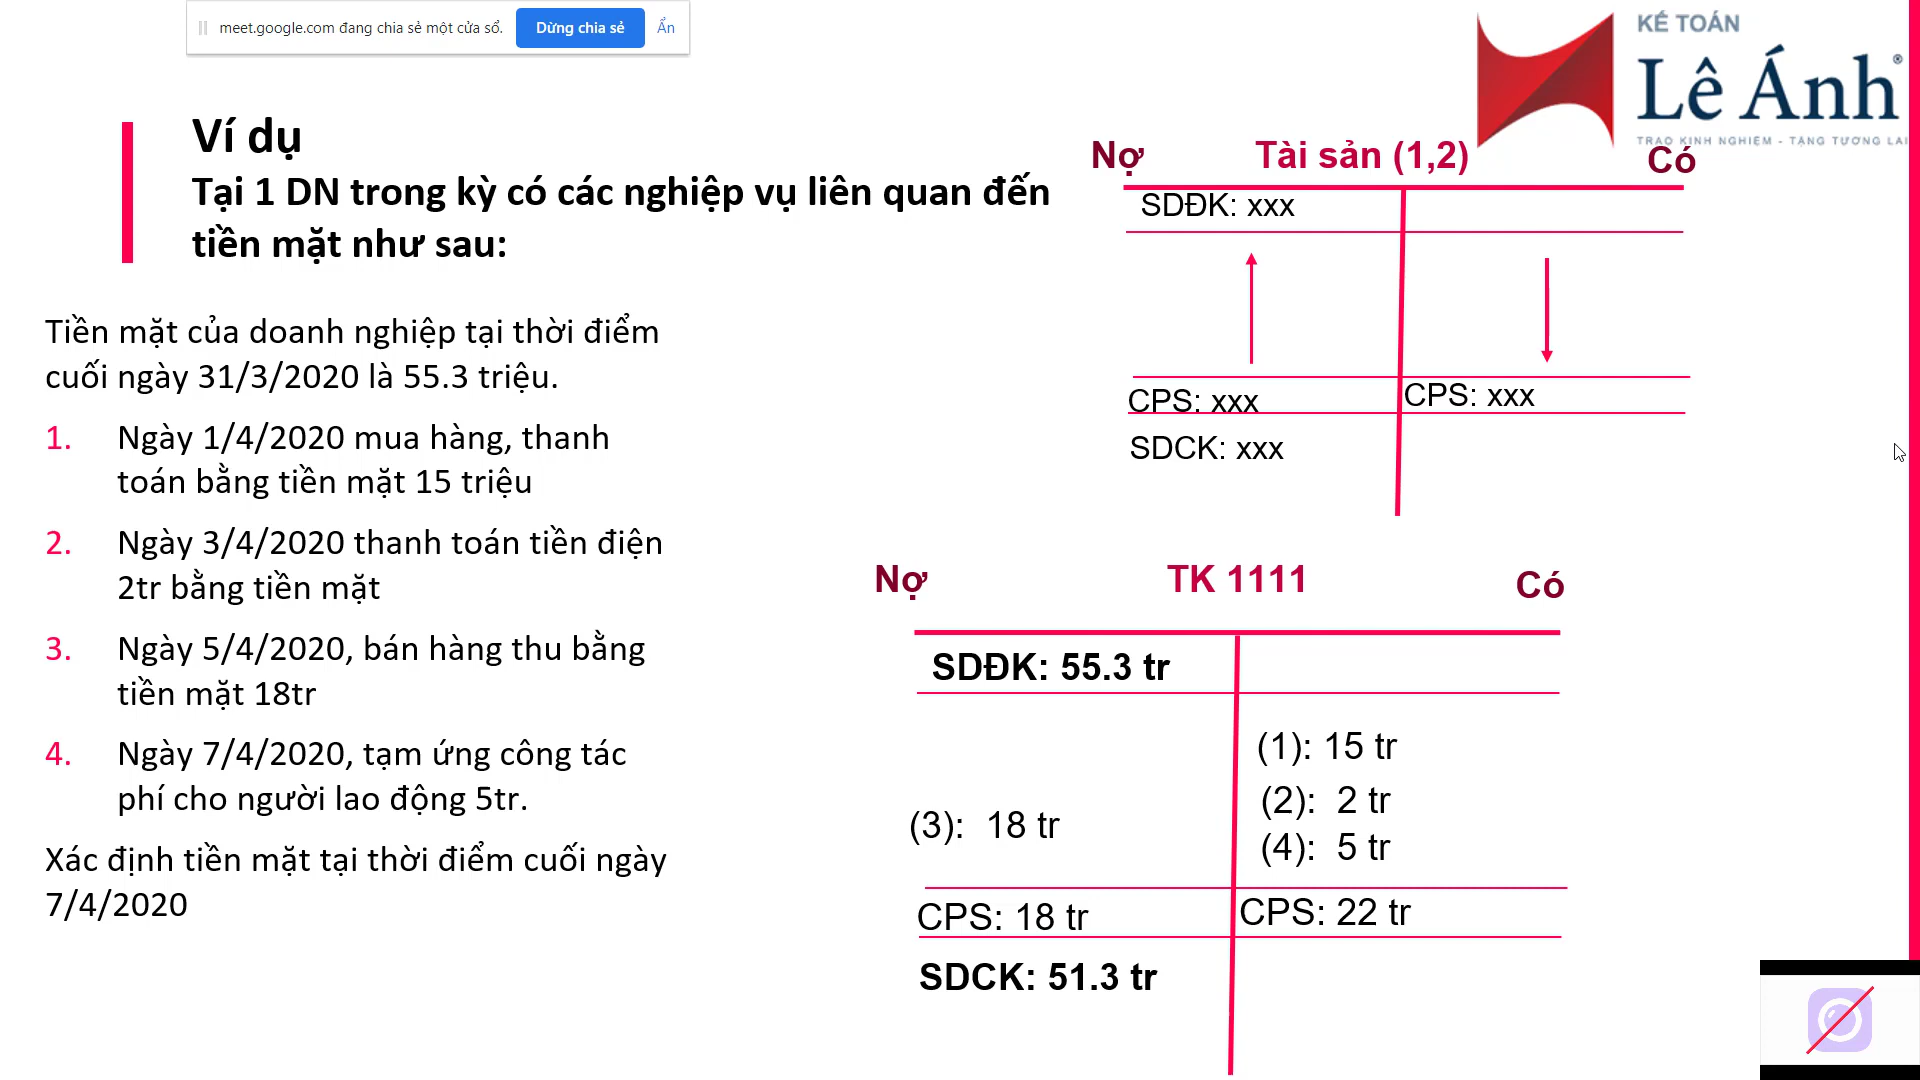 meet.google.com đang chia sẻ một cửa sổ.
Dừng chia sẻ
Ẩn
KẾ TOÁN
Lê Ánh®
TRAO KINH NGHIỆM - TẶNG TƯƠNG LAI
Ví dụ
Tại 1 DN trong kỳ có các nghiệp vụ liên quan đến
tiền mặt như sau:
Tiền mặt của doanh nghiệp tại thời điểm
cuối ngày 31/3/2020 là 55.3 triệu.
1. Ngày 1/4/2020 mua hàng, thanh
toán bằng tiền mặt 15 triệu
2. Ngày 3/4/2020 thanh toán tiền điện
2tr bằng tiền mặt
3. Ngày 5/4/2020, bán hàng thu bằng
tiền mặt 18tr
4. Ngày 7/4/2020, tạm ứng công tác
phí cho người lao động 5tr.
Xác định tiền mặt tại thời điểm cuối ngày
7/4/2020
Nợ Tài sản (1,2) Có
SDĐK: xxx
CPS: xxx CPS: xxx
SDCK: xxx
Nợ TK 1111 Có
SDĐK: 55.3 tr
(1): 15 tr
(2): 2 tr
(3): 18 tr
(4): 5 tr
CPS: 18 tr CPS: 22 tr
SDCK: 51.3 tr